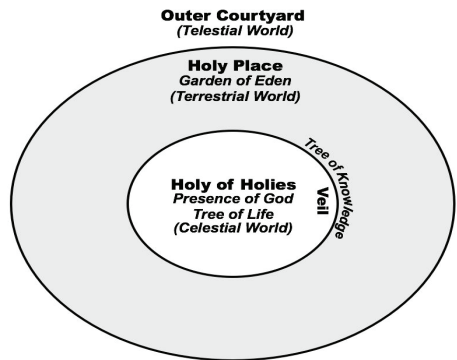 Outer Courtyard
(Telestial World)
Holy Place
Garden of Eden
(Terrestrial World)
Tree of Knowledge
Veil
Holy of Holies
Presence of God
Tree of Life
(Celestial World)